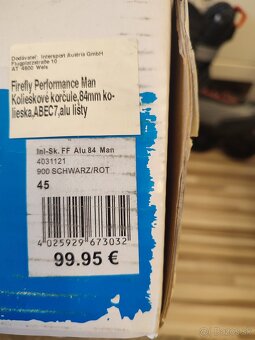 Dodávateľ: Intersport Austria GmbH
Flugplatzstraße 10
AT 4600 Wels
Firefly Performance Man
Kolieskové korčule,84mm ko-
lieska,ABEC7,alu lišty
Inl-Sk. FF Alu 84 Man
4031121
900 SCHWARZ/ROT
45
4 025929 673032
99.95 €